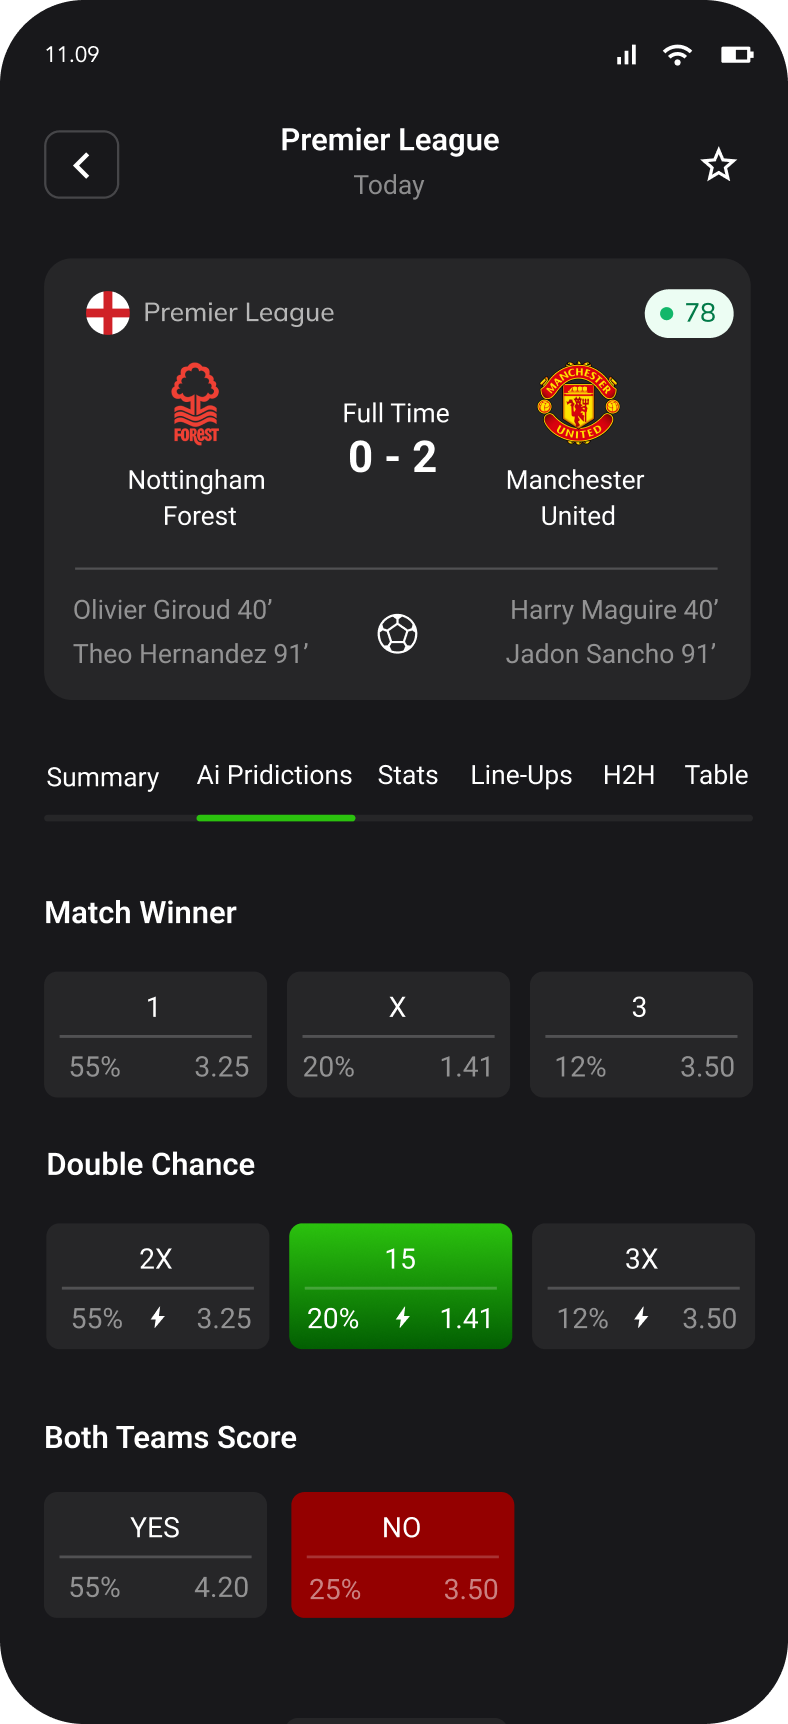 11.09
Premier League
Today
Premier League
78
FOREST
MANCHESTER
UNITED
Full Time
0 - 2
Nottingham
Forest
Manchester
United
Olivier Giroud 40’
Theo Hernandez 91’
Harry Maguire 40’
Jadon Sancho 91’
Summary Ai Pridictions Stats Line-Ups H2H Table
Match Winner
1 X 3
55% 3.25 20% 1.41 12% 3.50
Double Chance
2X 15 3X
55% 3.25 20% 1.41 12% 3.50
Both Teams Score
YES NO
55% 4.20 25% 3.50